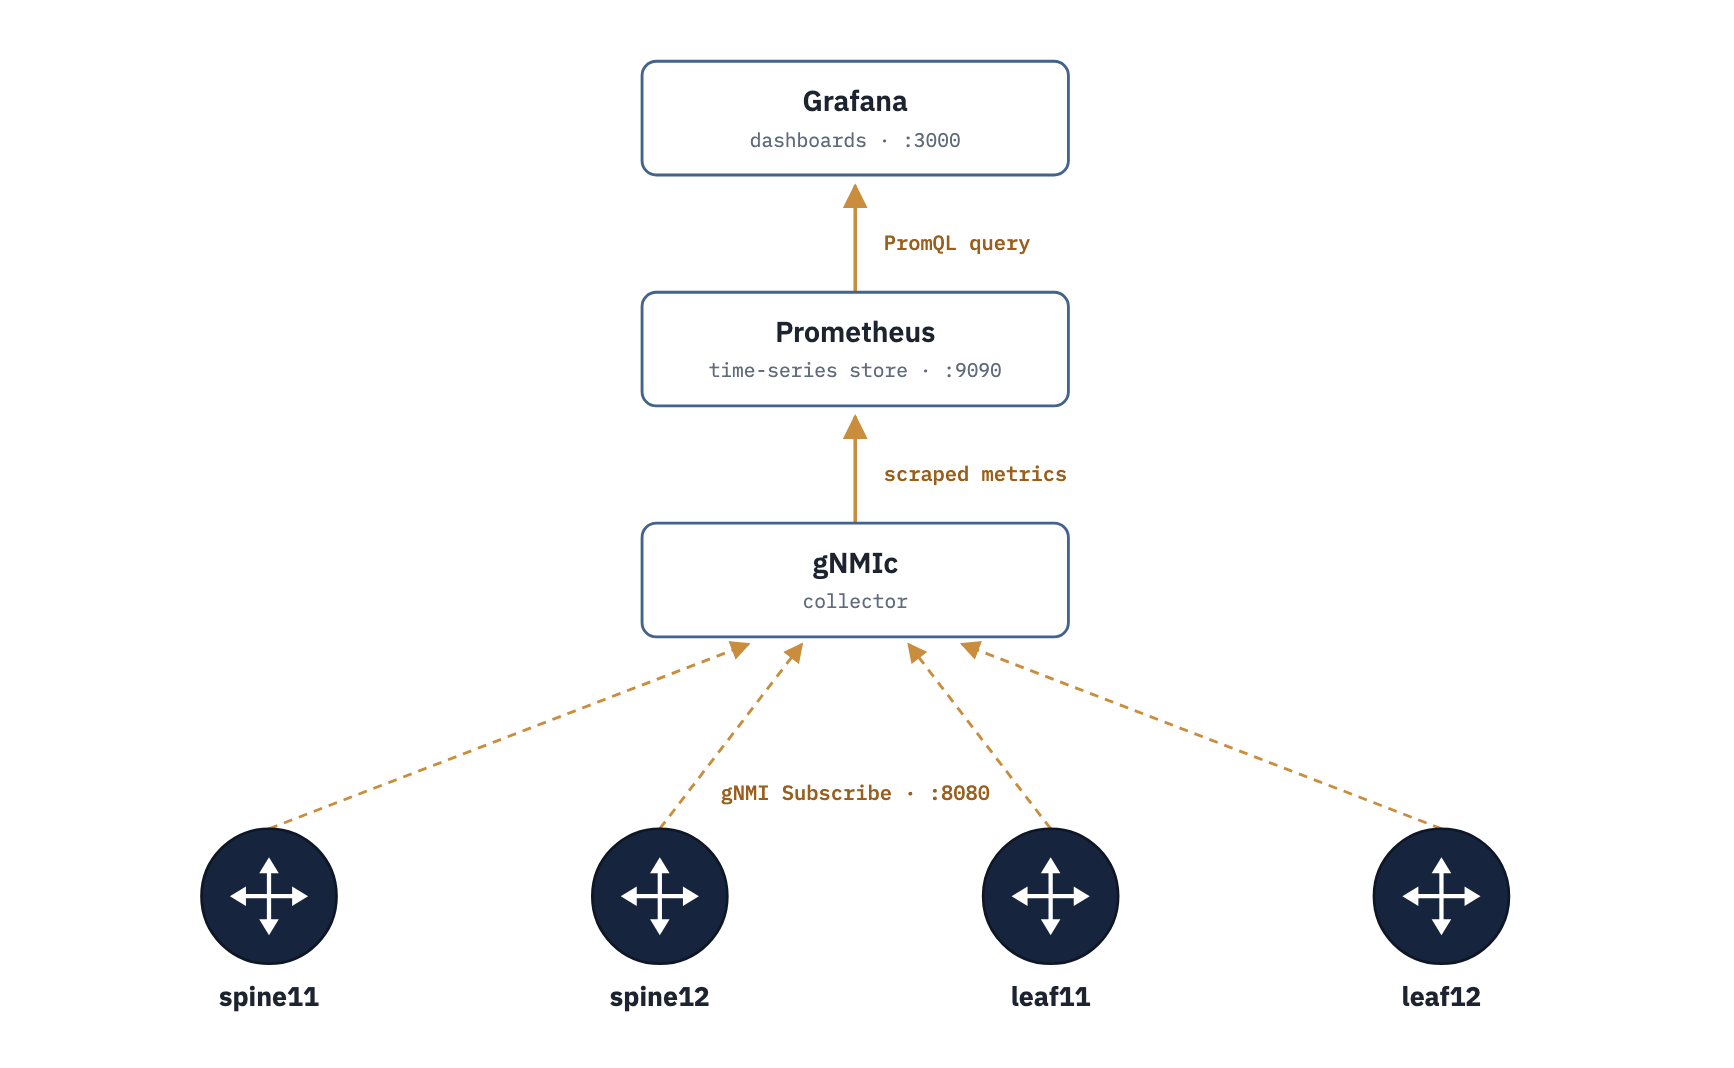 Grafana
dashboards · :3000
PromQL query
Prometheus
time-series store · :9090
scraped metrics
gNMIc
collector
gNMI Subscribe · :8080
spine11
spine12
leaf11
leaf12